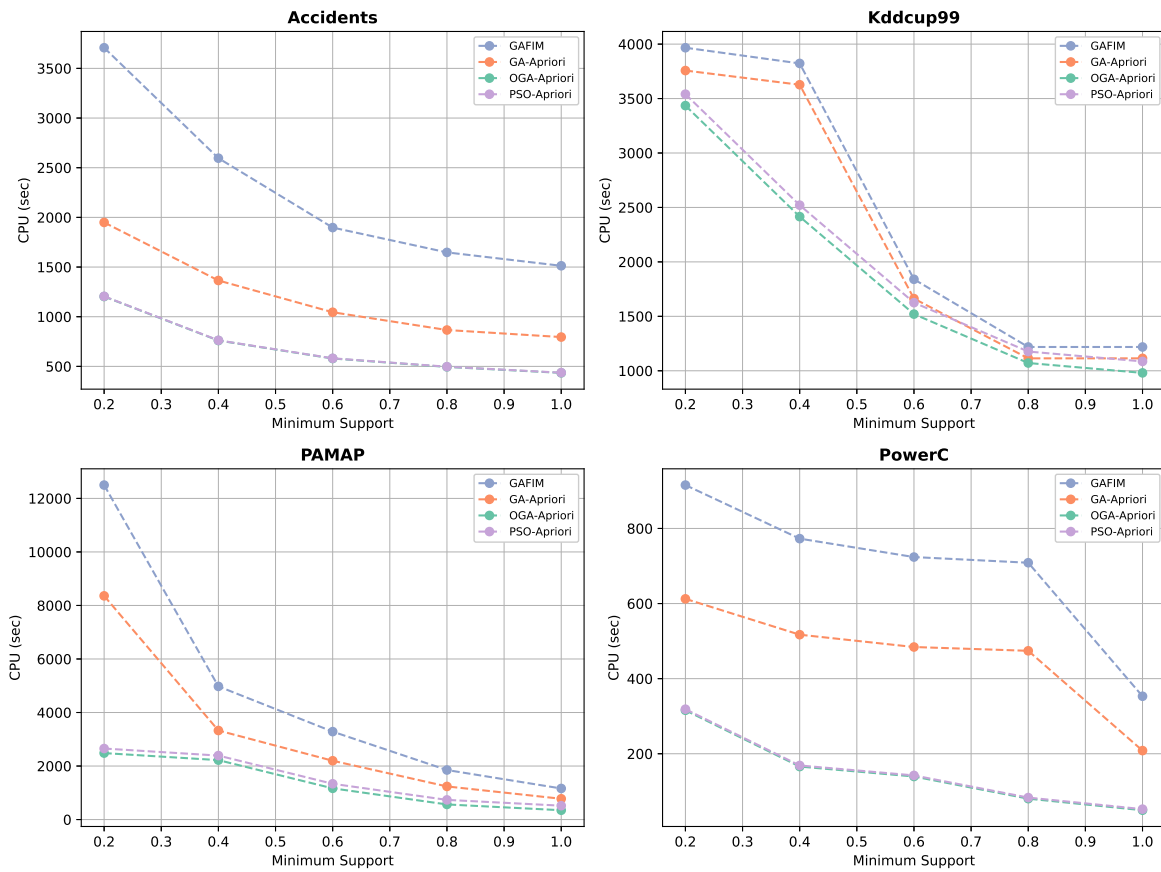 Accidents
CPU (sec)
3500
3000
2500
2000
1500
1000
500
0.2 0.3 0.4 0.5 0.6 0.7 0.8 0.9 1.0
Minimum Support
GAFIM
GA-Apriori
OGA-Apriori
PSO-Apriori
Kddcup99
CPU (sec)
4000
3500
3000
2500
2000
1500
1000
0.2 0.3 0.4 0.5 0.6 0.7 0.8 0.9 1.0
Minimum Support
GAFIM
GA-Apriori
OGA-Apriori
PSO-Apriori
PAMAP
CPU (sec)
12000
10000
8000
6000
4000
2000
0
0.2 0.3 0.4 0.5 0.6 0.7 0.8 0.9 1.0
Minimum Support
GAFIM
GA-Apriori
OGA-Apriori
PSO-Apriori
PowerC
CPU (sec)
800
600
400
200
0.2 0.3 0.4 0.5 0.6 0.7 0.8 0.9 1.0
Minimum Support
GAFIM
GA-Apriori
OGA-Apriori
PSO-Apriori